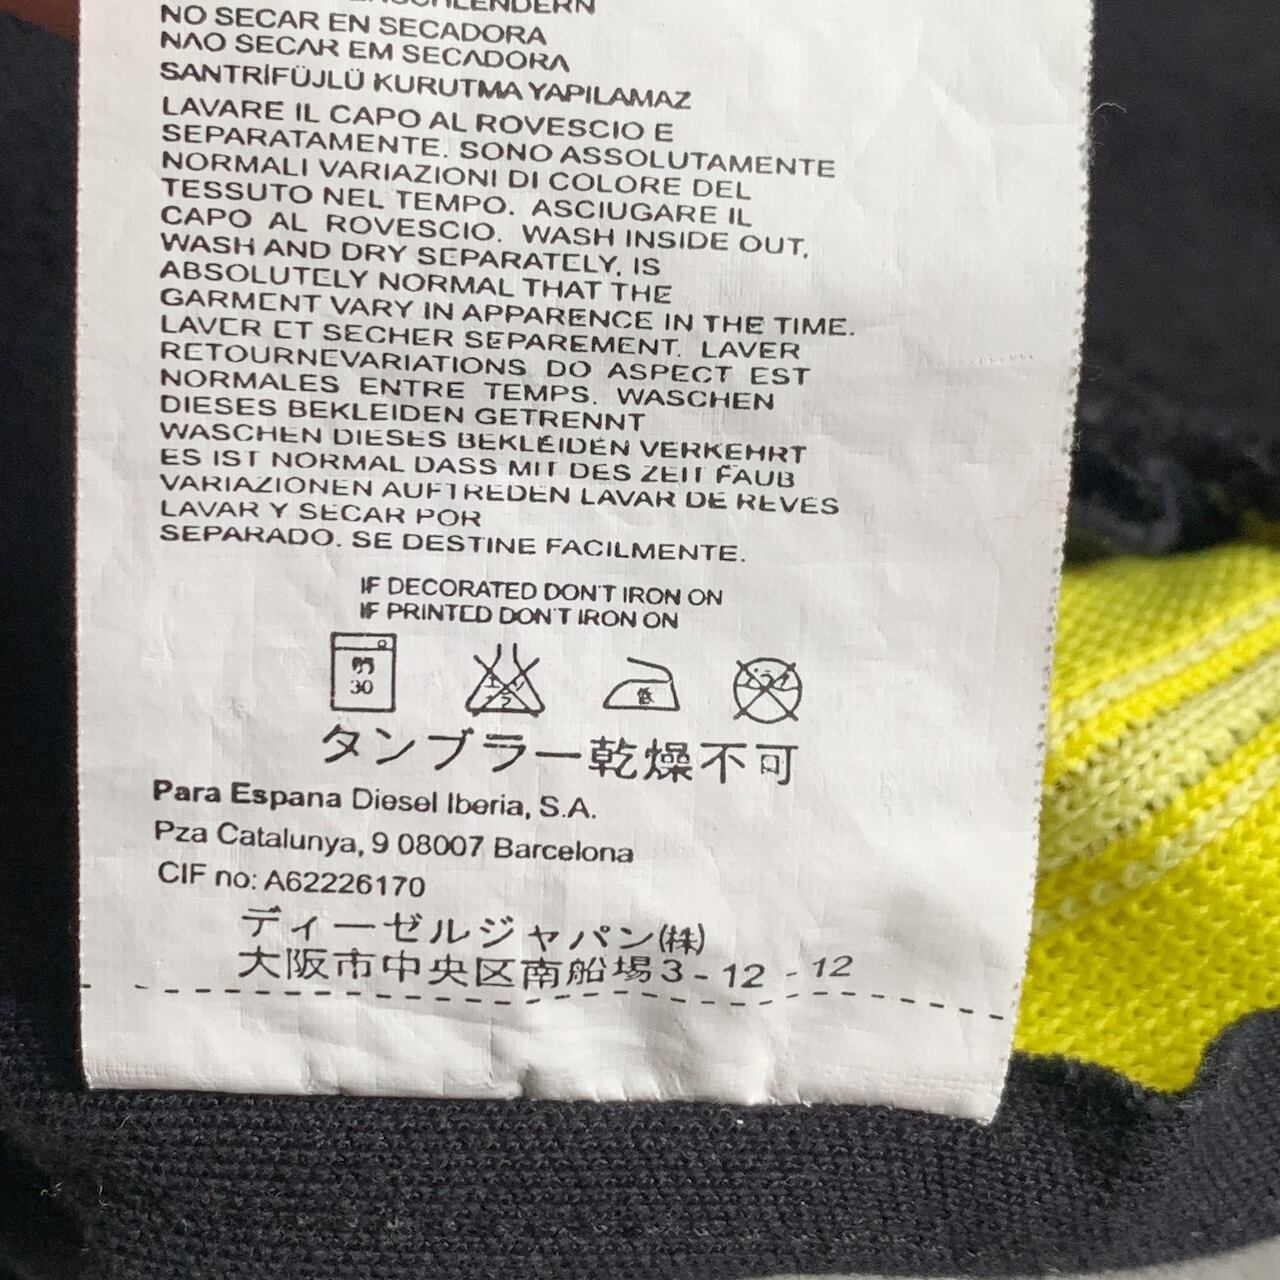 NO SECAR EN SECADORA
NÃO SECAR EM SECADORA
SANTRİFÜJLÜ KURUTMA YAPILAMAZ
LAVARE IL CAPO AL ROVESCIO E
SEPARATAMENTE. SONO ASSOLUTAMENTE
NORMALI VARIAZIONI DI COLORE DEL
TESSUTO NEL TEMPO. ASCIUGARE IL
CAPO AL ROVESCIO. WASH INSIDE OUT,
WASH AND DRY SEPARATELY, IS
ABSOLUTELY NORMAL THAT THE
GARMENT VARY IN APPARENCE IN THE TIME.
LAVER ET SECHER SEPAREMENT. LAVER
RETOURNEVARIATIONS DO ASPECT EST
NORMALES ENTRE TEMPS. WASCHEN
DIESES BEKLEIDEN GETRENNT
WASCHEN DIESES BEKLEIDEN VERKEHRT
ES IST NORMAL DASS MIT DES ZEIT FAUB
VARIAZIONEN AUFTREDEN LAVAR DE REVES
LAVAR Y SECAR POR
SEPARADO. SE DESTINE FACILMENTE.
IF DECORATED DON'T IRON ON
IF PRINTED DON'T IRON ON
弱 30 中
タンブラー乾燥不可
Para Espana Diesel Iberia, S.A.
Pza Catalunya, 9 08007 Barcelona
CIF no: A62226170
ディーゼルジャパン(株)
大阪市中央区南船場3-12-12